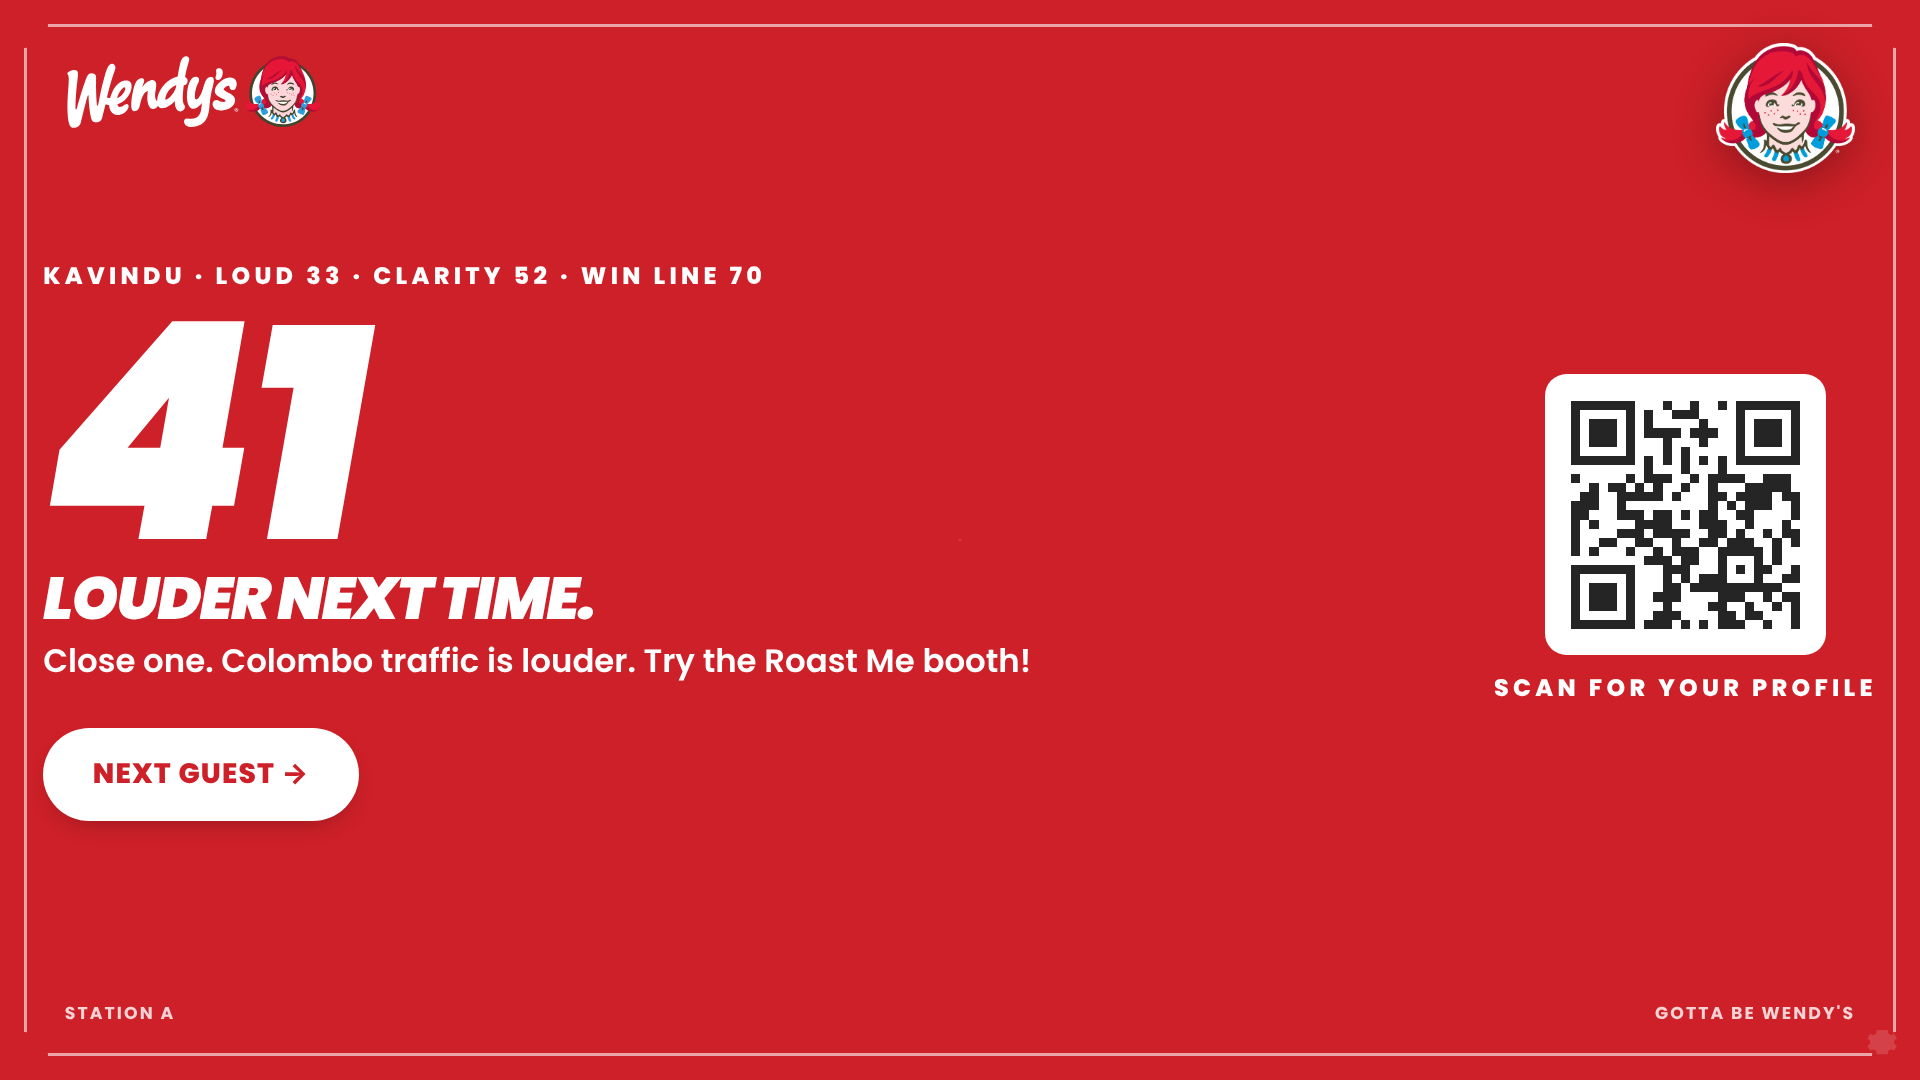 Wendy's
KAVINDU · LOUD 33 · CLARITY 52 · WIN LINE 70
41
LOUDER NEXT TIME.
Close one. Colombo traffic is louder. Try the Roast Me booth!
NEXT GUEST →
SCAN FOR YOUR PROFILE
STATION A
GOTTA BE WENDY'S